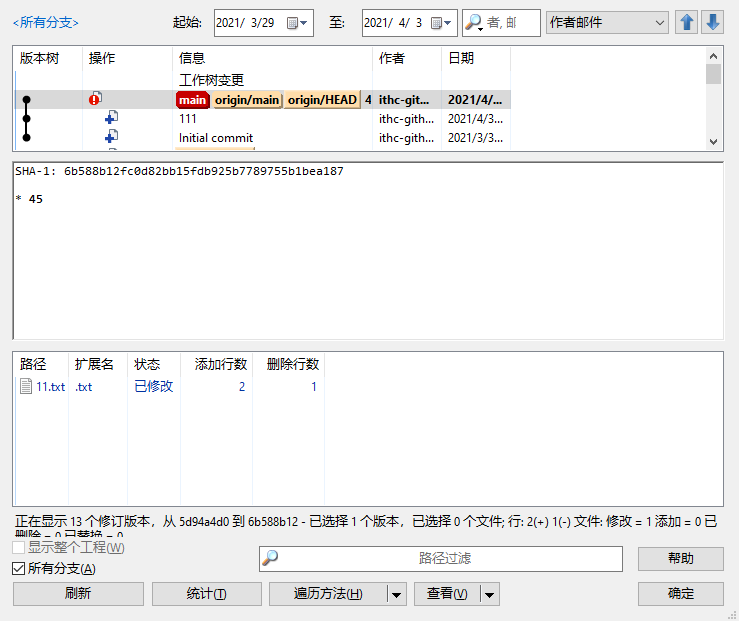 <所有分支> 起始: 2021/ 3/29 至: 2021/ 4/ 3 者, 邮 作者邮件
版本树 操作 信息 作者 日期
工作树变更
main origin/main origin/HEAD 4 ithc-git... 2021/4/...
111 ithc-gith... 2021/4/3...
Initial commit ithc-gith... 2021/3/3...
SHA-1: 6b588b12fc0d82bb15fdb925b7789755b1bea187
* 45
路径 扩展名 状态 添加行数 删除行数
11.txt .txt 已修改 2 1
正在显示 13 个修订版本，从 5d94a4d0 到 6b588b12 - 已选择 1 个版本，已选择 0 个文件; 行: 2(+) 1(-) 文件: 修改 = 1 添加 = 0 已
删除 = 0 已替换 = 0
显示整个工程(W)
路径过滤 帮助
所有分支(A)
刷新 统计(T) 遍历方法(H) 查看(V) 确定